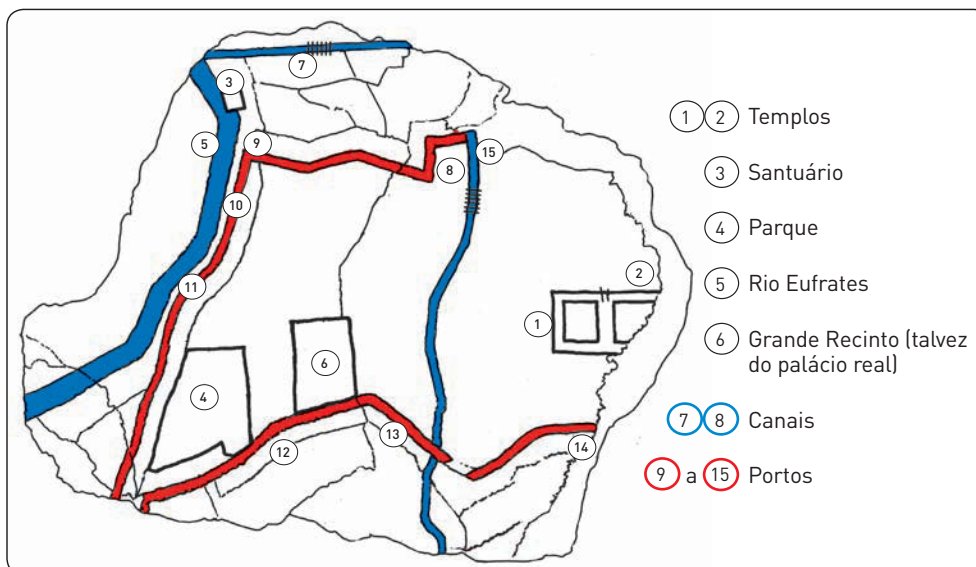 7
3
5
9
15
8
10
2
11
1
6
4
13
12
14
1 2 Templos
3 Santuário
4 Parque
5 Rio Eufrates
6 Grande Recinto (talvez
do palácio real)
7 8 Canais
9 a 15 Portos